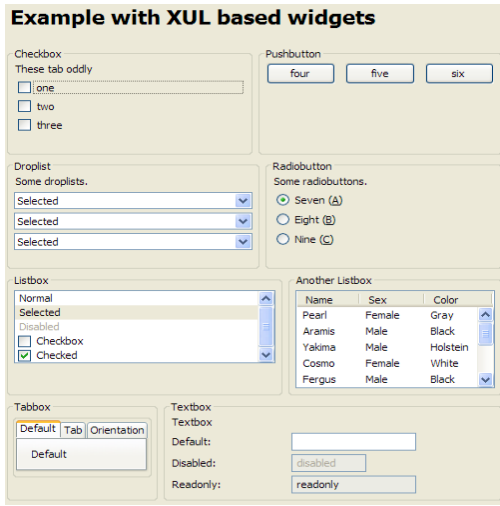 Example with XUL based widgets
Checkbox
These tab oddly
one
two
three
Pushbutton
four five six
Droplist
Some droplists.
Selected
Selected
Selected
Radiobutton
Some radiobuttons.
Seven (A)
Eight (B)
Nine (C)
Listbox
Normal
Selected
Disabled
Checkbox
Checked
Another Listbox
Name Sex Color
Pearl Female Gray
Aramis Male Black
Yakima Male Holstein
Cosmo Female White
Fergus Male Black
Tabbox
Default Tab Orientation
Default
Textbox
Textbox
Default:
Disabled: disabled
Readonly: readonly